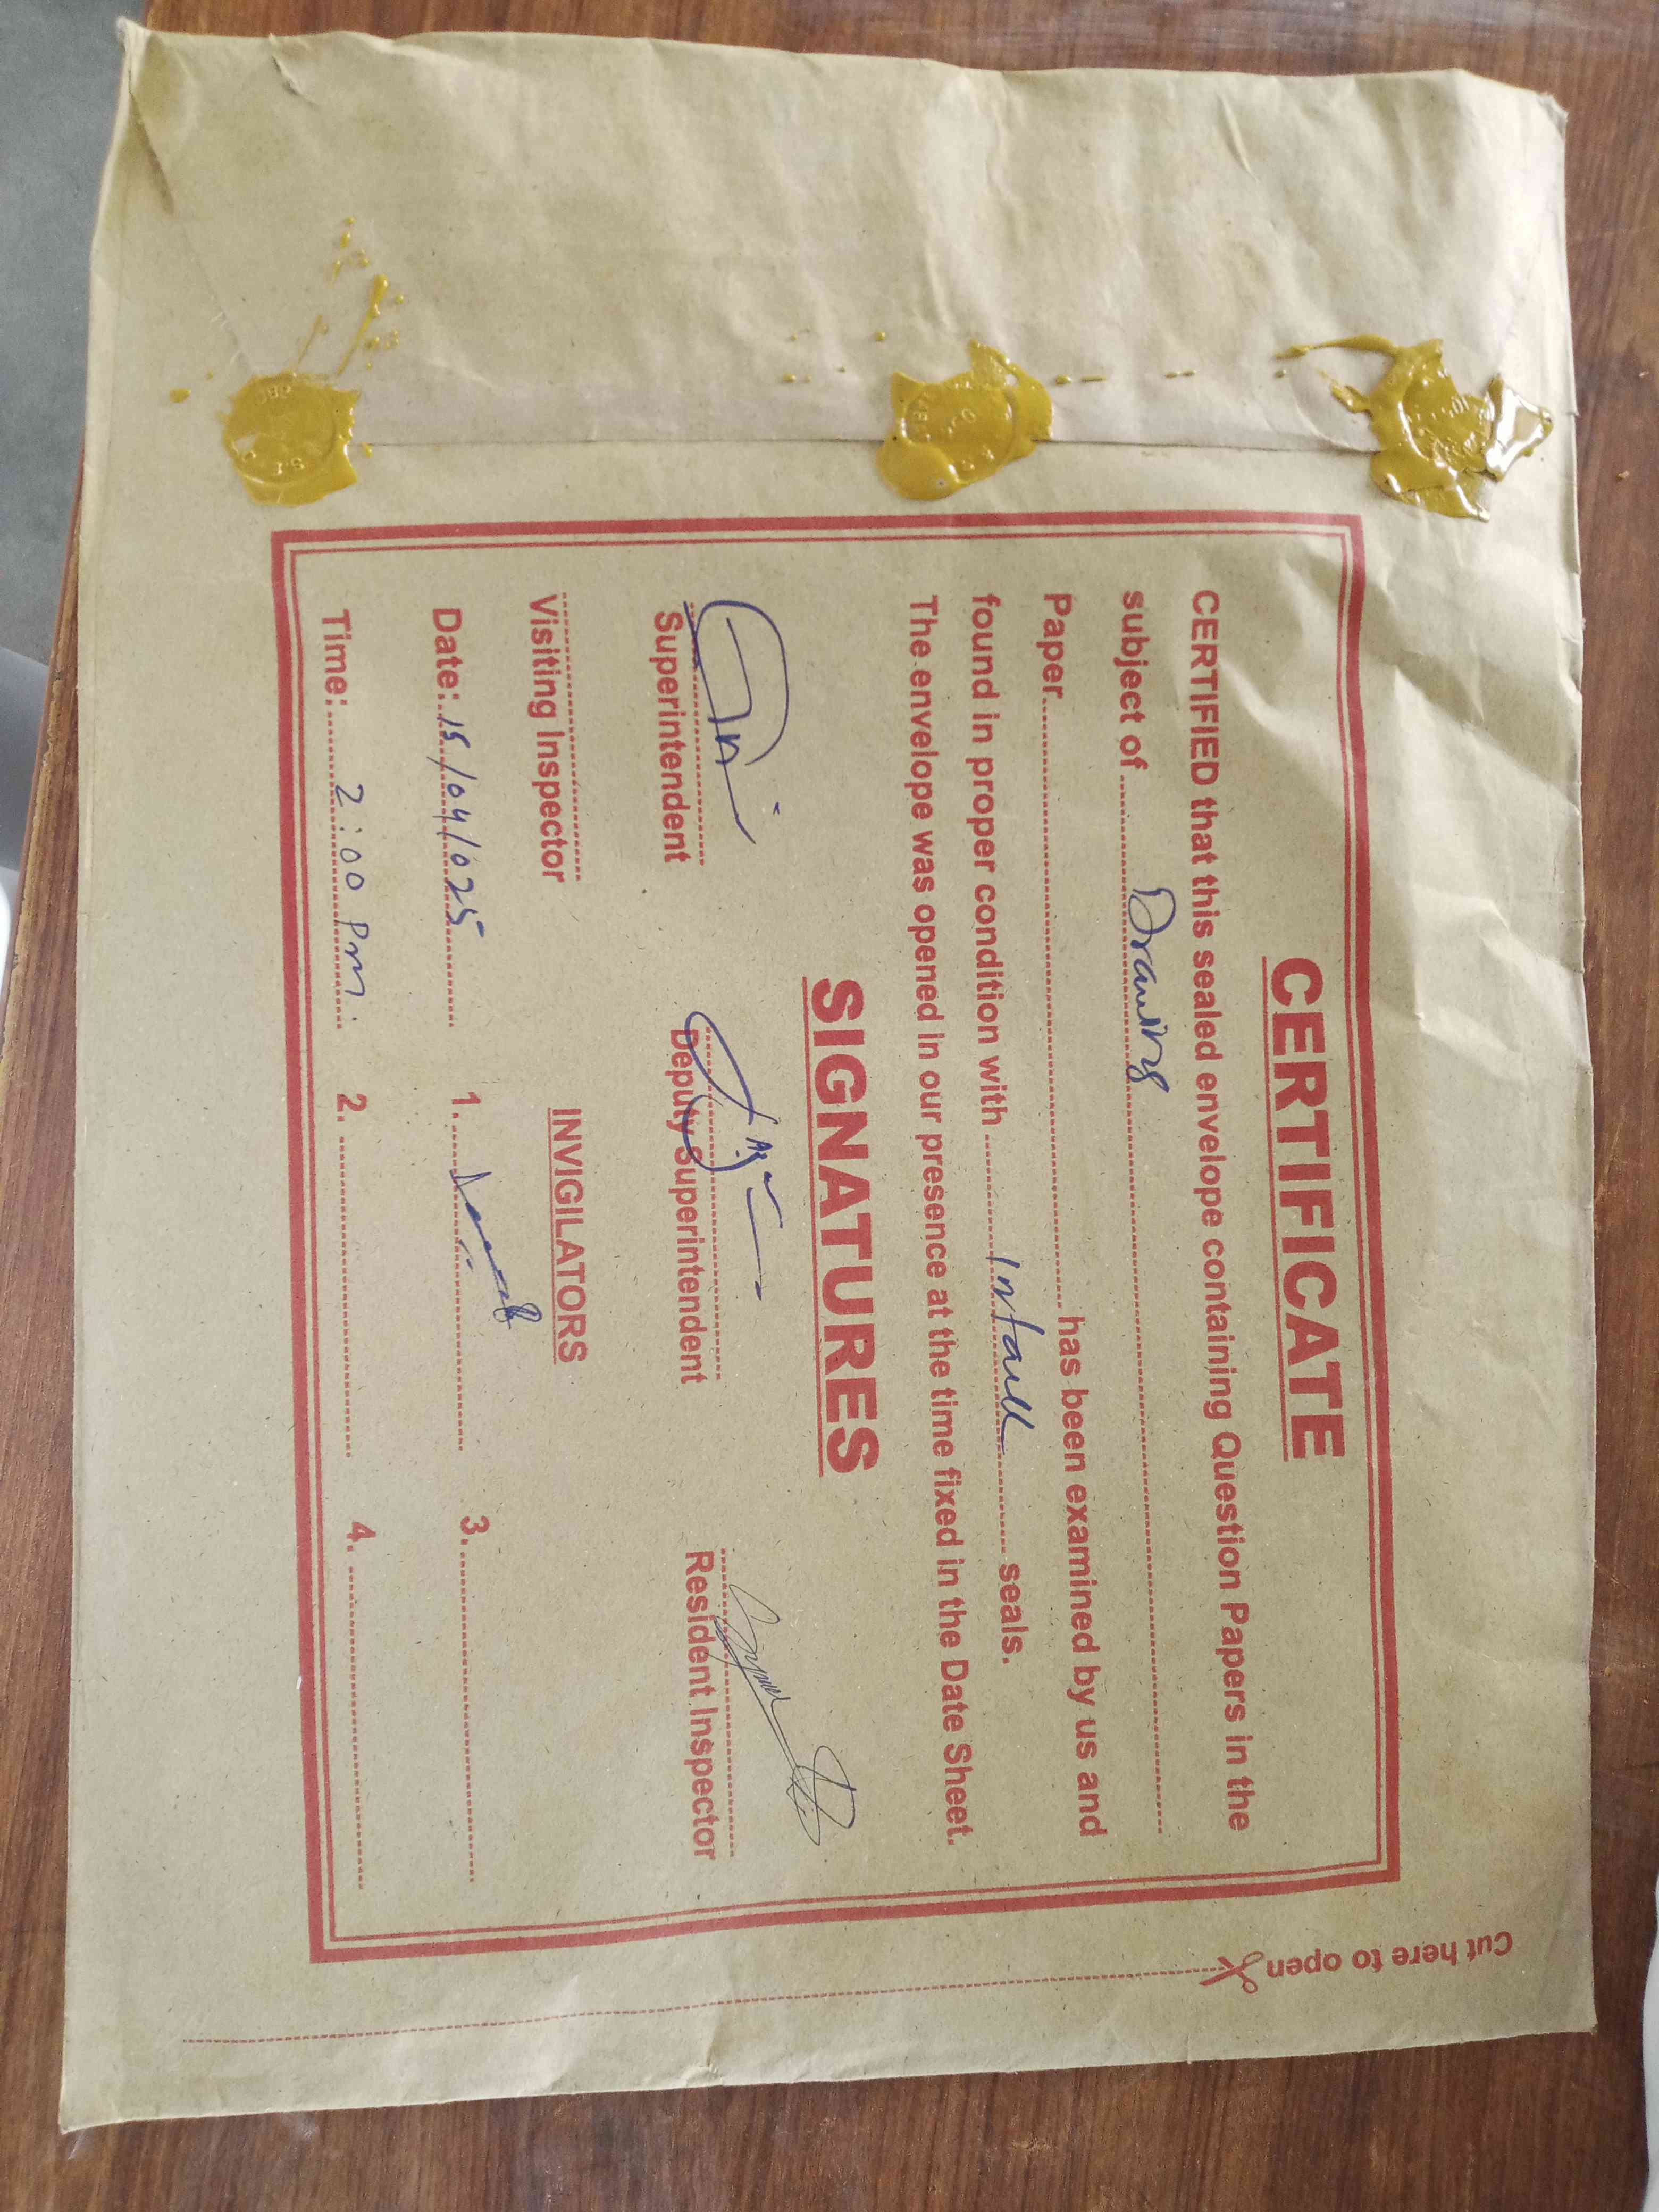 CERTIFICATE
CERTIFIED that this sealed envelope containing Question Papers in the
subject of Drawing
Paper has been examined by us and
found in proper condition with Intact seals.
The envelope was opened in our presence at the time fixed in the Date Sheet.
SIGNATURES
Superintendent Deputy Superintendent Resident Inspector
Visiting Inspector INVIGILATORS
Date: 15/04/025 1. 3.
Time: 2:00 Pm. 2. 4.
Cut here to open